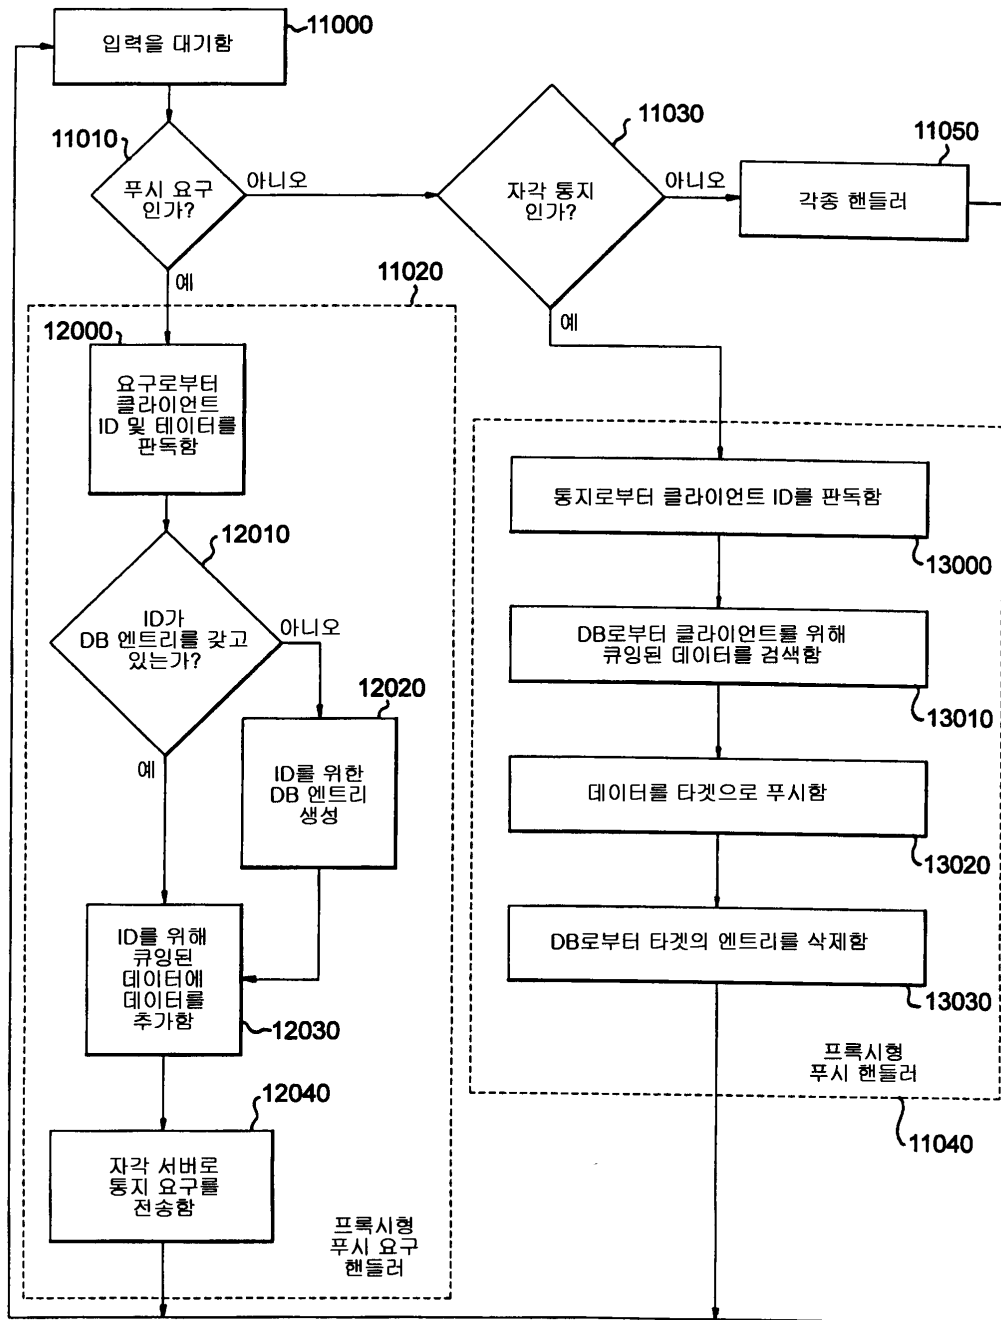 11000
입력을 대기함
11010
푸시 요구
인가?
아니오
예
11030
자각 통지
인가?
아니오
예
11050
각종 핸들러
11020
12000
요구로부터
클라이언트
ID 및 테이터를
판독함
12010
ID가
DB 엔트리를 갖고
있는가?
아니오
예
12020
ID를 위한
DB 엔트리
생성
ID를 위해
큐잉된
데이터에
데이터를
추가함
12030
12040
자각 서버로
통지 요구를
전송함
프록시형
푸시 요구
핸들러
통지로부터 클라이언트 ID를 판독함
13000
DB로부터 클라이언트를 위해
큐잉된 데이터를 검색함
13010
데이터를 타겟으로 푸시함
13020
DB로부터 타겟의 엔트리를 삭제함
13030
프록시형
푸시 핸들러
11040